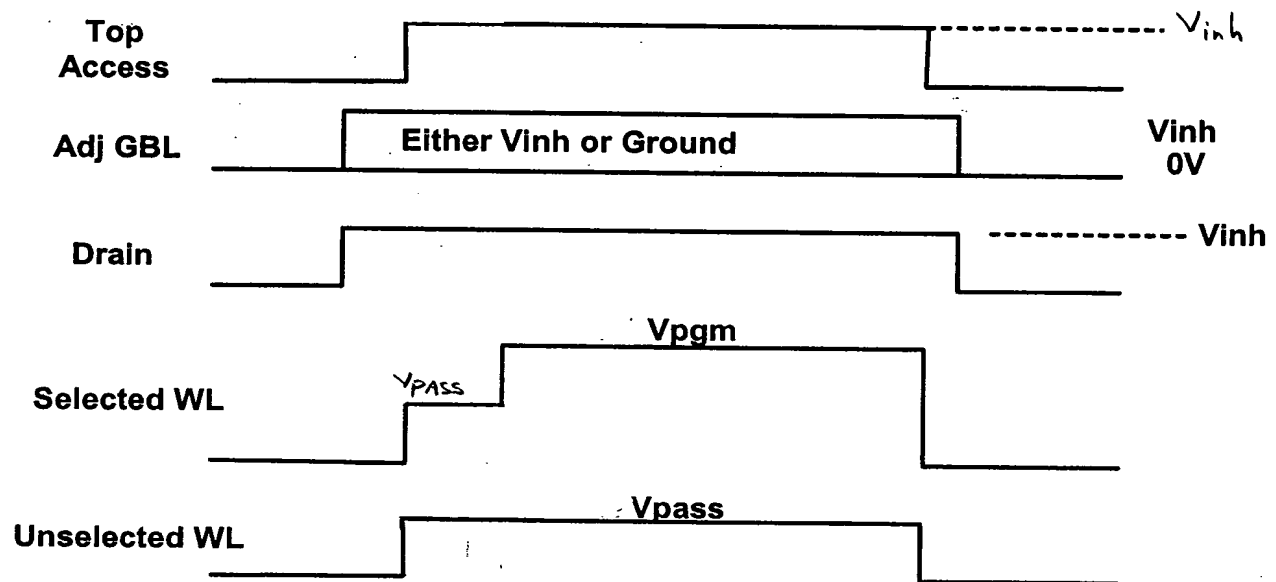 Top
Access
Vinh
Adj GBL
Either Vinh or Ground
Vinh
0V
Drain
Vinh
Vpgm
Selected WL
VPASS
Vpass
Unselected WL